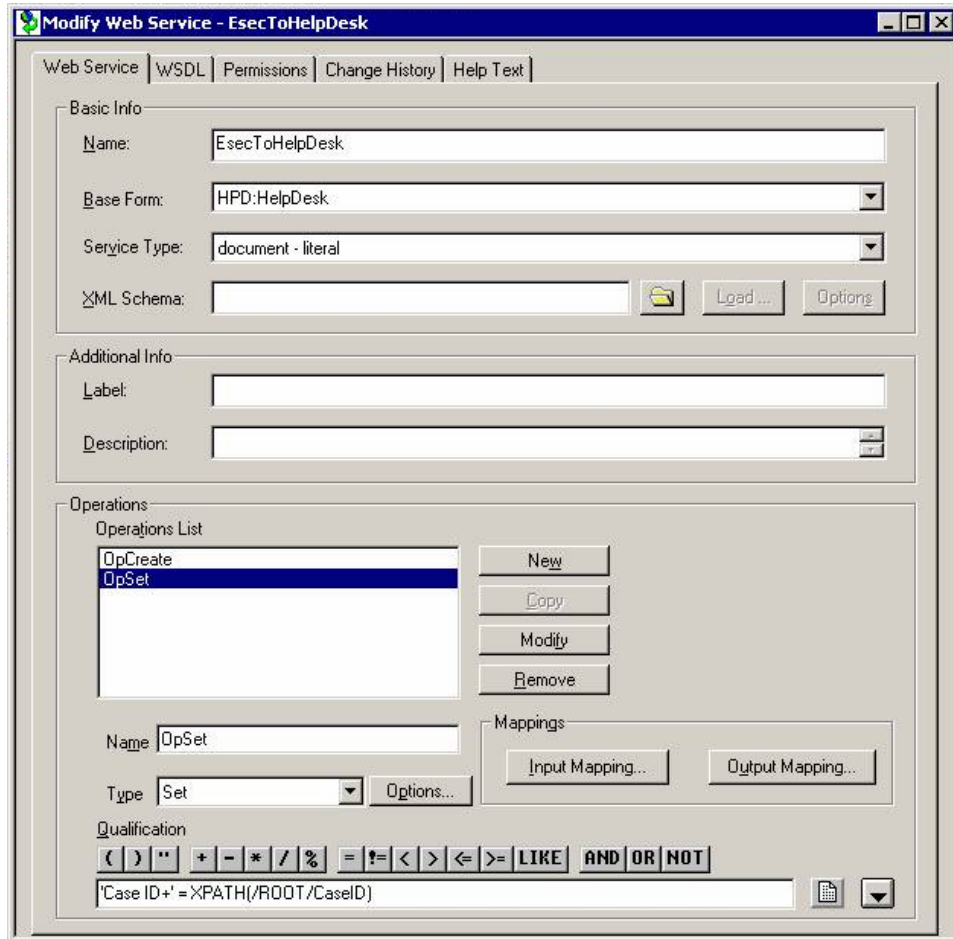 Modify Web Service - EsecToHelpDesk
Web Service WSDL Permissions Change History Help Text
Basic Info
Name: EsecToHelpDesk
Base Form: HPD:HelpDesk
Service Type: document - literal
XML Schema: Load ... Options
Additional Info
Label:
Description:
Operations
Operations List
OpCreate
OpSet
New
Copy
Modify
Remove
Mappings
Name OpSet
Input Mapping... Output Mapping...
Type Set Options...
Qualification
( ) " + - * / % = != < > <= >= LIKE AND OR NOT
'Case ID+' = XPATH(/ROOT/CaseID)